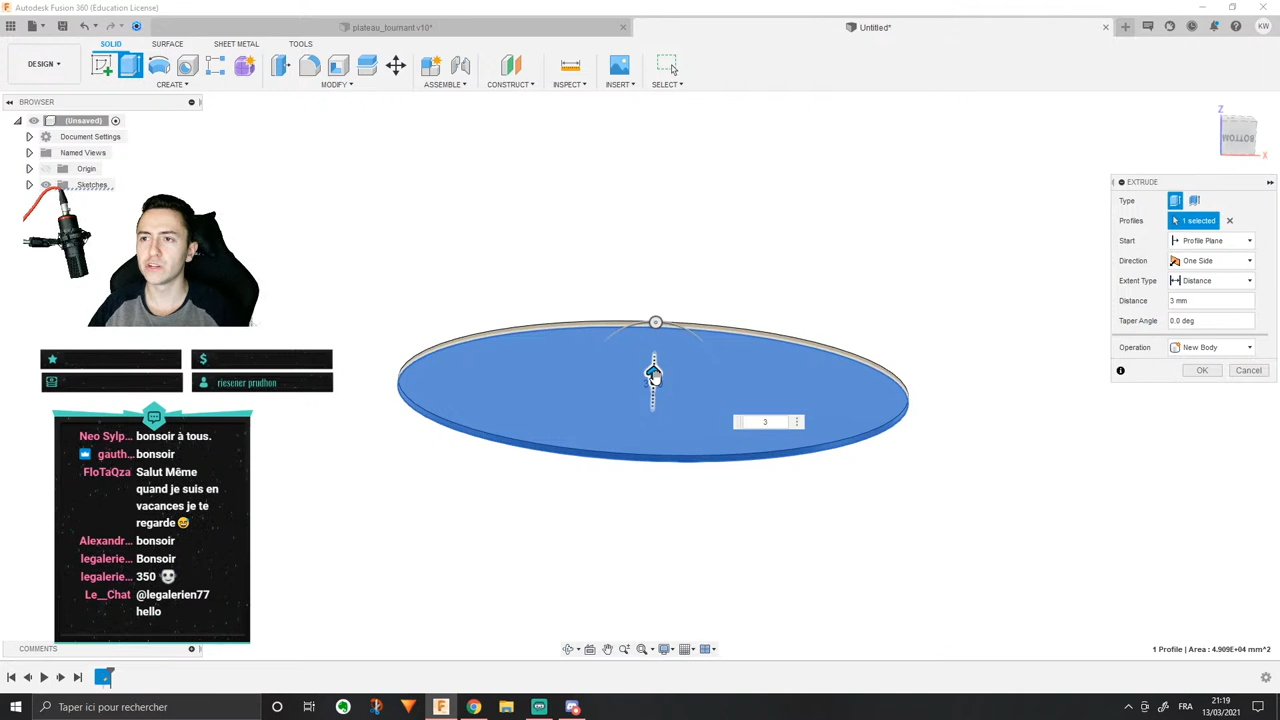 Autodesk Fusion 360 (Education License)
plateau_tournant v10*
Untitled*
KW
DESIGN
SOLID
SURFACE
SHEET METAL
TOOLS
CREATE
MODIFY
ASSEMBLE
CONSTRUCT
INSPECT
INSERT
SELECT
BROWSER
(Unsaved)
Document Settings
Named Views
Origin
Sketches
Z
BOTTOM
X
EXTRUDE
Type
Profiles 1 selected
Start Profile Plane
Direction One Side
Extent Type Distance
Distance 3 mm
Taper Angle 0.0 deg
Operation New Body
OK Cancel
3
$
riesener prudhon
Neo Sylp... bonsoir à tous.
gauth... bonsoir
FloTaQza Salut Même
quand je suis en
vacances je te
regarde
Alexandr... bonsoir
legalerie... Bonsoir
legalerie... 350
Le__Chat @legalerien77
hello
COMMENTS
1 Profile | Area : 4.909E+04 mm^2
Taper ici pour rechercher
FRA
21:19
13/03/2021